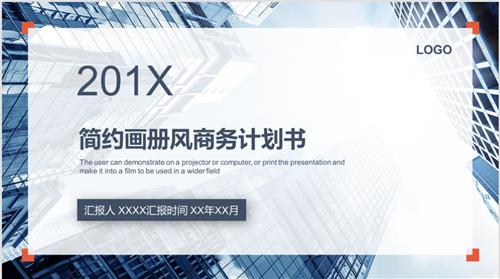 LOGO
201X
简约画册风商务计划书
The user can demonstrate on a projector or computer, or print the presentation and
make it into a film to be used in a wider field
汇报人 XXXX汇报时间 XX年XX月